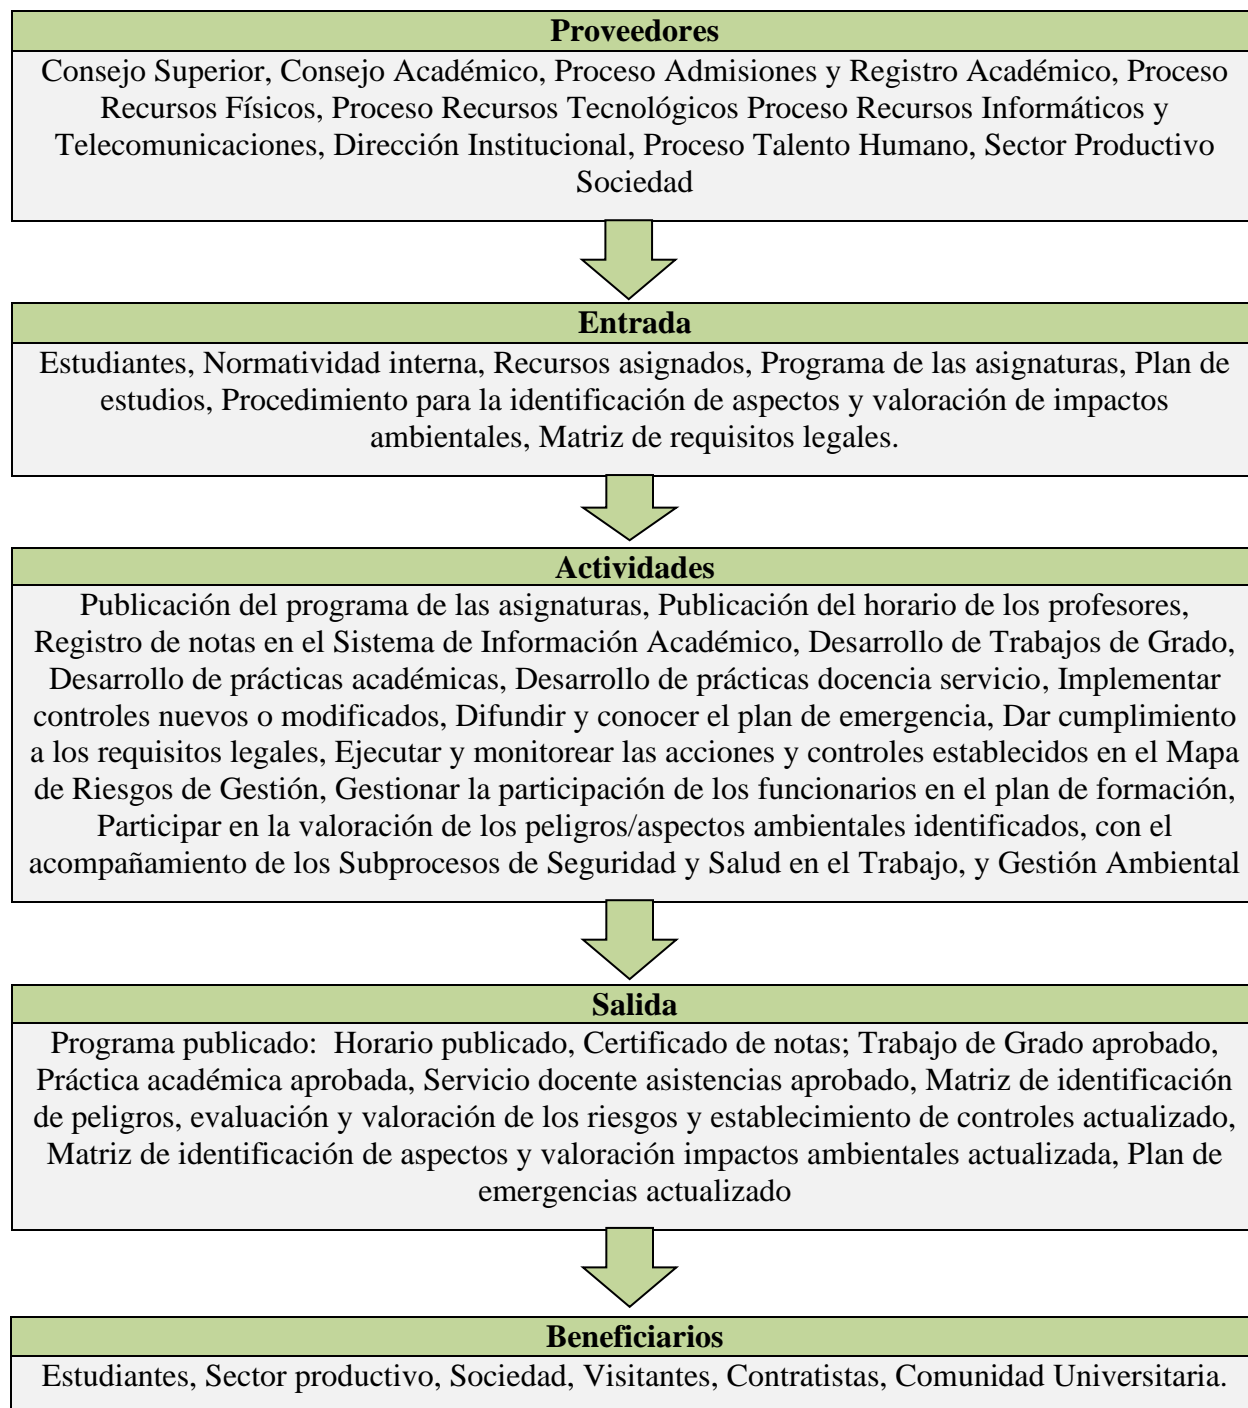 Proveedores
Consejo Superior, Consejo Académico, Proceso Admisiones y Registro Académico, Proceso
Recursos Físicos, Proceso Recursos Tecnológicos Proceso Recursos Informáticos y
Telecomunicaciones, Dirección Institucional, Proceso Talento Humano, Sector Productivo
Sociedad
Entrada
Estudiantes, Normatividad interna, Recursos asignados, Programa de las asignaturas, Plan de
estudios, Procedimiento para la identificación de aspectos y valoración de impactos
ambientales, Matriz de requisitos legales.
Actividades
Publicación del programa de las asignaturas, Publicación del horario de los profesores,
Registro de notas en el Sistema de Información Académico, Desarrollo de Trabajos de Grado,
Desarrollo de prácticas académicas, Desarrollo de prácticas docencia servicio, Implementar
controles nuevos o modificados, Difundir y conocer el plan de emergencia, Dar cumplimiento
a los requisitos legales, Ejecutar y monitorear las acciones y controles establecidos en el Mapa
de Riesgos de Gestión, Gestionar la participación de los funcionarios en el plan de formación,
Participar en la valoración de los peligros/aspectos ambientales identificados, con el
acompañamiento de los Subprocesos de Seguridad y Salud en el Trabajo, y Gestión Ambiental
Salida
Programa publicado:  Horario publicado, Certificado de notas; Trabajo de Grado aprobado,
Práctica académica aprobada, Servicio docente asistencias aprobado, Matriz de identificación
de peligros, evaluación y valoración de los riesgos y establecimiento de controles actualizado,
Matriz de identificación de aspectos y valoración impactos ambientales actualizada, Plan de
emergencias actualizado
Beneficiarios
Estudiantes, Sector productivo, Sociedad, Visitantes, Contratistas, Comunidad Universitaria.